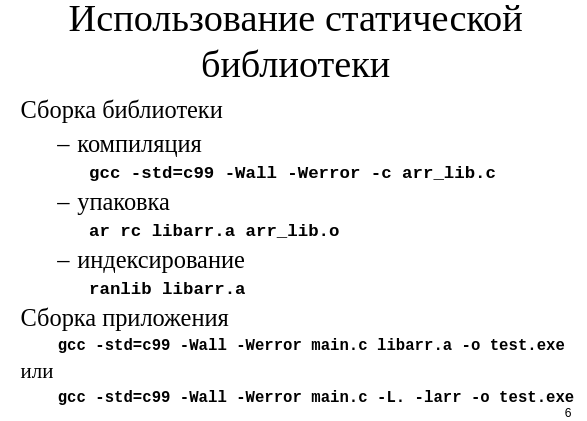 Использование статической
библиотеки
Сборка библиотеки
– компиляция
gcc -std=c99 -Wall -Werror -c arr_lib.c
– упаковка
ar rc libarr.a arr_lib.o
– индексирование
ranlib libarr.a
Сборка приложения
gcc -std=c99 -Wall -Werror main.c libarr.a -o test.exe
или
gcc -std=c99 -Wall -Werror main.c -L. -larr -o test.exe
6